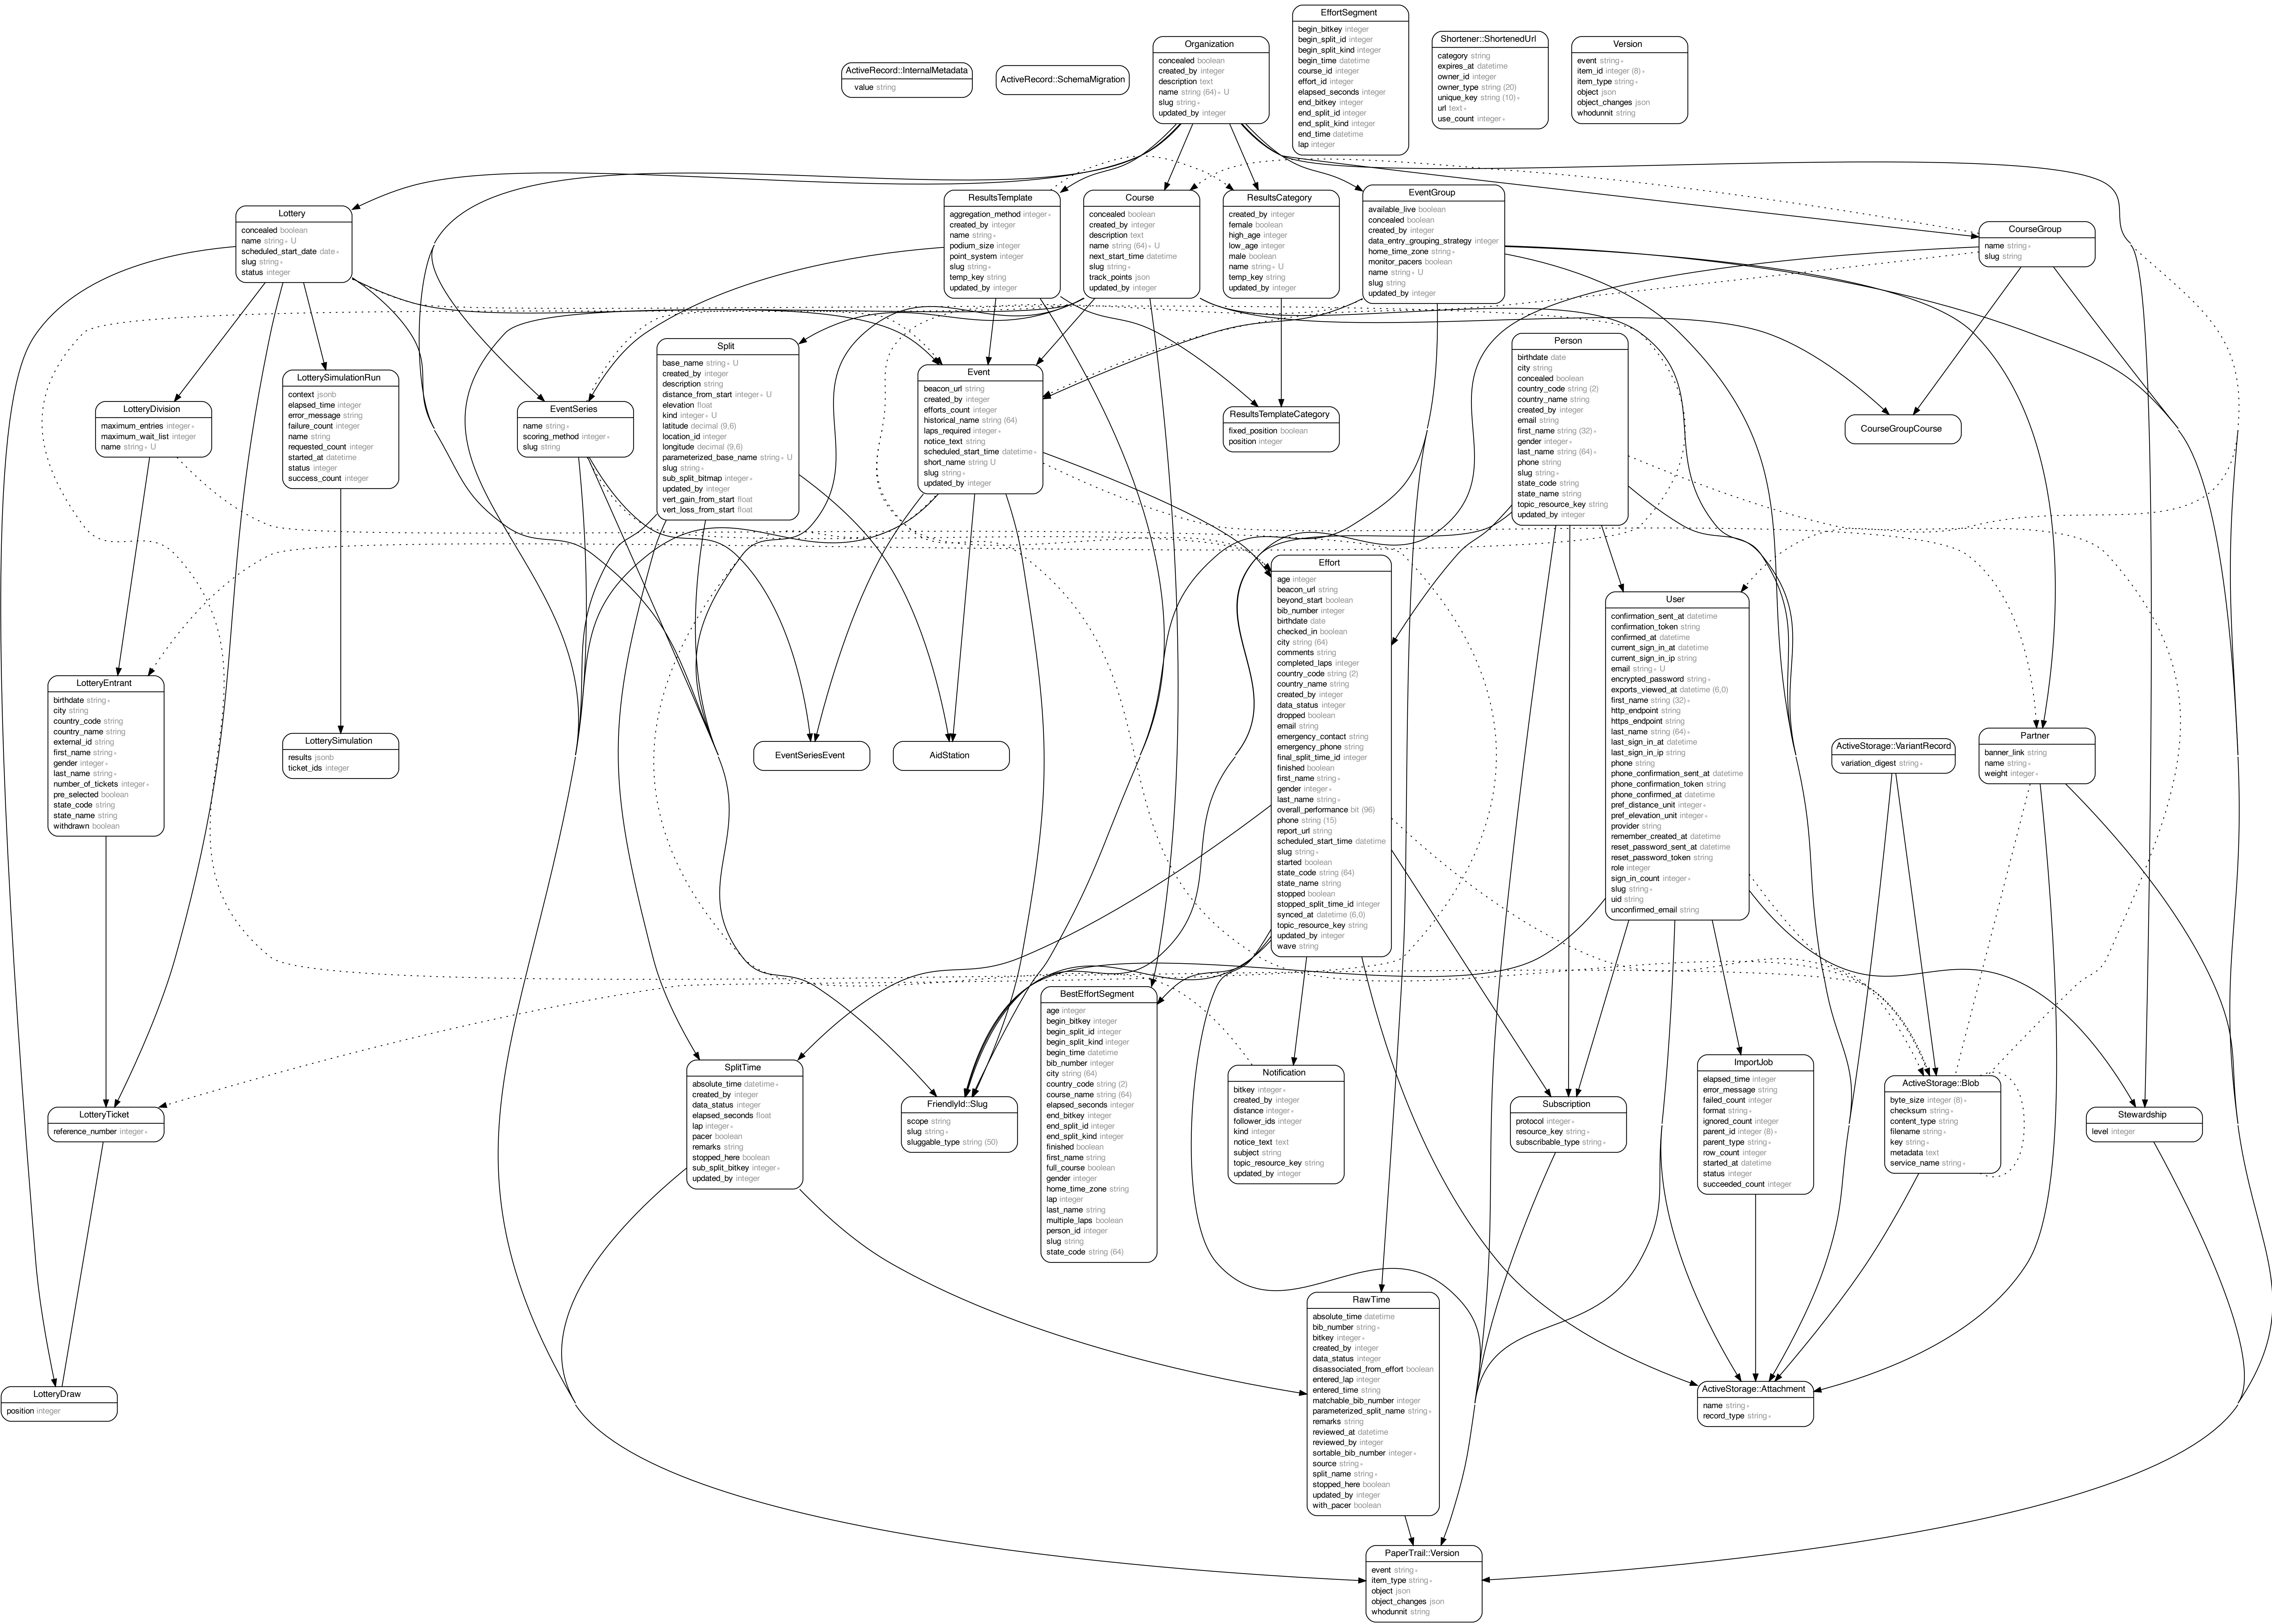 EffortSegment
begin_bitkey integer
begin_split_id integer
begin_split_kind integer
begin_time datetime
course_id integer
effort_id integer
elapsed_seconds integer
end_bitkey integer
end_split_id integer
end_split_kind integer
end_time datetime
lap integer
Shortener::ShortenedUrl
category string
expires_at datetime
owner_id integer
owner_type string (20)
unique_key string (10) ∗
url text ∗
use_count integer ∗
Version
event string ∗
item_id integer (8) ∗
item_type string ∗
object json
object_changes json
whodunnit string
Organization
concealed boolean
created_by integer
description text
name string (64) ∗ U
slug string ∗
updated_by integer
ActiveRecord::InternalMetadata
value string
ActiveRecord::SchemaMigration
Lottery
concealed boolean
name string ∗ U
scheduled_start_date date ∗
slug string ∗
status integer
ResultsTemplate
aggregation_method integer ∗
created_by integer
name string ∗
podium_size integer
point_system integer
slug string ∗
temp_key string
updated_by integer
Course
concealed boolean
created_by integer
description text
name string (64) ∗ U
next_start_time datetime
slug string ∗
track_points json
updated_by integer
ResultsCategory
created_by integer
female boolean
high_age integer
low_age integer
male boolean
name string ∗ U
temp_key string
updated_by integer
EventGroup
available_live boolean
concealed boolean
created_by integer
data_entry_grouping_strategy integer
home_time_zone string ∗
monitor_pacers boolean
name string ∗ U
slug string
updated_by integer
CourseGroup
name string ∗
slug string
LotteryDivision
maximum_entries integer ∗
maximum_wait_list integer
name string ∗ U
LotterySimulationRun
context jsonb
elapsed_time integer
error_message string
failure_count integer
name string
requested_count integer
started_at datetime
status integer
success_count integer
EventSeries
name string ∗
scoring_method integer ∗
slug string
Split
base_name string ∗ U
created_by integer
description string
distance_from_start integer ∗ U
elevation float
kind integer ∗ U
latitude decimal (9,6)
location_id integer
longitude decimal (9,6)
parameterized_base_name string ∗ U
slug string ∗
sub_split_bitmap integer ∗
updated_by integer
vert_gain_from_start float
vert_loss_from_start float
Event
beacon_url string
created_by integer
efforts_count integer
historical_name string (64)
laps_required integer ∗
notice_text string
scheduled_start_time datetime ∗
short_name string U
slug string ∗
updated_by integer
ResultsTemplateCategory
fixed_position boolean
position integer
Person
birthdate date
city string
concealed boolean
country_code string (2)
country_name string
created_by integer
email string
first_name string (32) ∗
gender integer ∗
last_name string (64) ∗
phone string
slug string ∗
state_code string
state_name string
topic_resource_key string
updated_by integer
CourseGroupCourse
LotteryEntrant
birthdate string ∗
city string
country_code string
country_name string
external_id string
first_name string ∗
gender integer ∗
last_name string ∗
number_of_tickets integer ∗
pre_selected boolean
state_code string
state_name string
withdrawn boolean
LotterySimulation
results jsonb
ticket_ids integer
EventSeriesEvent
AidStation
Effort
age integer
beacon_url string
beyond_start boolean
bib_number integer
birthdate date
checked_in boolean
city string (64)
comments string
completed_laps integer
country_code string (2)
country_name string
created_by integer
data_status integer
dropped boolean
email string
emergency_contact string
emergency_phone string
final_split_time_id integer
finished boolean
first_name string ∗
gender integer ∗
last_name string ∗
overall_performance bit (96)
phone string (15)
report_url string
scheduled_start_time datetime
slug string ∗
started boolean
state_code string (64)
state_name string
stopped boolean
stopped_split_time_id integer
synced_at datetime (6,0)
topic_resource_key string
updated_by integer
wave string
User
confirmation_sent_at datetime
confirmation_token string
confirmed_at datetime
current_sign_in_at datetime
current_sign_in_ip string
email string ∗ U
encrypted_password string ∗
exports_viewed_at datetime (6,0)
first_name string (32) ∗
http_endpoint string
https_endpoint string
last_name string (64) ∗
last_sign_in_at datetime
last_sign_in_ip string
phone string
phone_confirmation_sent_at datetime
phone_confirmation_token string
phone_confirmed_at datetime
pref_distance_unit integer ∗
pref_elevation_unit integer ∗
provider string
remember_created_at datetime
reset_password_sent_at datetime
reset_password_token string
role integer
sign_in_count integer ∗
slug string ∗
uid string
unconfirmed_email string
ActiveStorage::VariantRecord
variation_digest string ∗
Partner
banner_link string
name string ∗
weight integer ∗
LotteryTicket
reference_number integer ∗
SplitTime
absolute_time datetime ∗
created_by integer
data_status integer
elapsed_seconds float
lap integer ∗
pacer boolean
remarks string
stopped_here boolean
sub_split_bitkey integer ∗
updated_by integer
FriendlyId::Slug
scope string
slug string ∗
sluggable_type string (50)
BestEffortSegment
age integer
begin_bitkey integer
begin_split_id integer
begin_split_kind integer
begin_time datetime
bib_number integer
city string (64)
country_code string (2)
course_name string (64)
elapsed_seconds integer
end_bitkey integer
end_split_id integer
end_split_kind integer
finished boolean
first_name string
full_course boolean
gender integer
home_time_zone string
lap integer
last_name string
multiple_laps boolean
person_id integer
slug string
state_code string (64)
Notification
bitkey integer ∗
created_by integer
distance integer ∗
follower_ids integer
kind integer
notice_text text
subject string
topic_resource_key string
updated_by integer
Subscription
protocol integer ∗
resource_key string ∗
subscribable_type string ∗
ImportJob
elapsed_time integer
error_message string
failed_count integer
format string ∗
ignored_count integer
parent_id integer (8) ∗
parent_type string ∗
row_count integer
started_at datetime
status integer
succeeded_count integer
ActiveStorage::Blob
byte_size integer (8) ∗
checksum string ∗
content_type string
filename string ∗
key string ∗
metadata text
service_name string ∗
Stewardship
level integer
LotteryDraw
position integer
RawTime
absolute_time datetime
bib_number string ∗
bitkey integer ∗
created_by integer
data_status integer
disassociated_from_effort boolean
entered_lap integer
entered_time string
matchable_bib_number integer
parameterized_split_name string ∗
remarks string
reviewed_at datetime
reviewed_by integer
sortable_bib_number integer ∗
source string ∗
split_name string ∗
stopped_here boolean
updated_by integer
with_pacer boolean
ActiveStorage::Attachment
name string ∗
record_type string ∗
PaperTrail::Version
event string ∗
item_type string ∗
object json
object_changes json
whodunnit string